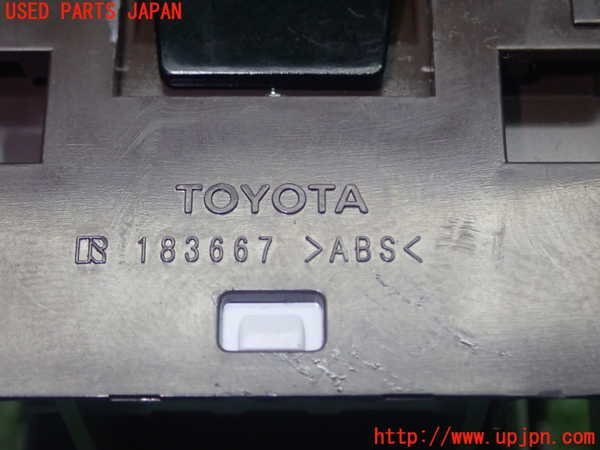 USED PARTS JAPAN
TOYOTA
183667 >ABS<
http://www.upjpn.com/